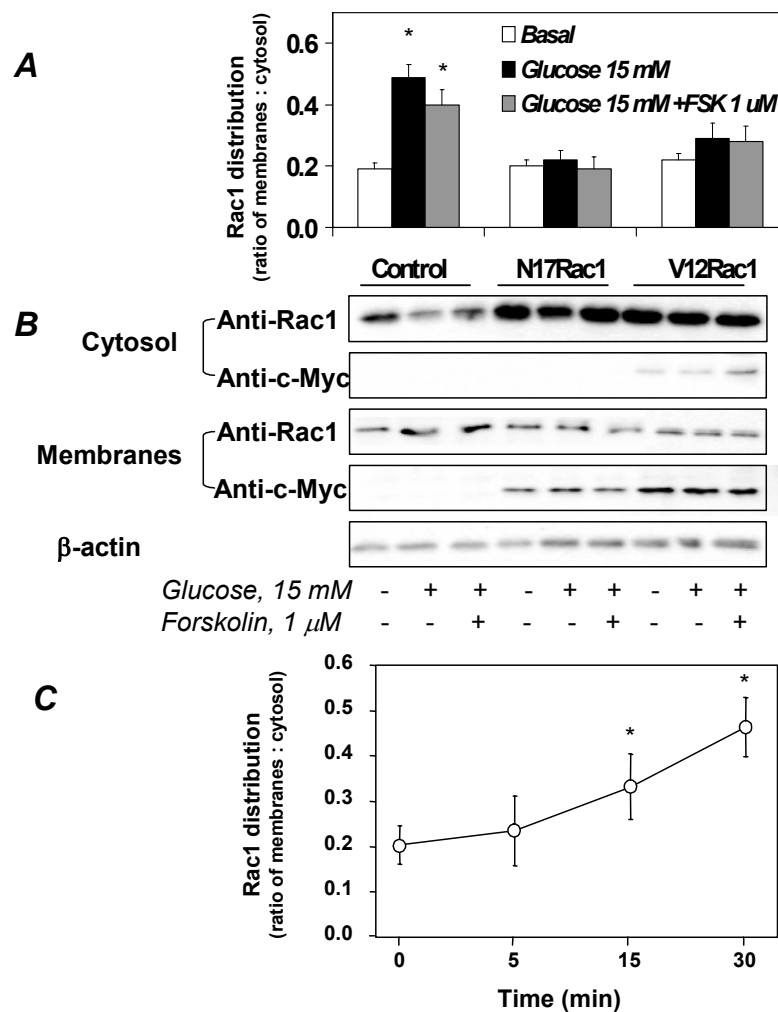 A
Rac1 distribution
(ratio of membranes : cytosol)
0.6
0.4
0.2
0.0
*
*
Basal
Glucose 15 mM
Glucose 15 mM +FSK 1 uM
Control N17Rac1 V12Rac1
B
Cytosol
Anti-Rac1
Anti-c-Myc
Membranes
Anti-Rac1
Anti-c-Myc
β-actin
Glucose, 15 mM - + + - + + - + +
Forskolin, 1 μM - - + - - + - - +
C
Rac1 distribution
(ratio of membranes : cytosol)
0.6
0.5
0.4
0.3
0.2
0.1
0.0
*
*
0 5 15 30
Time (min)